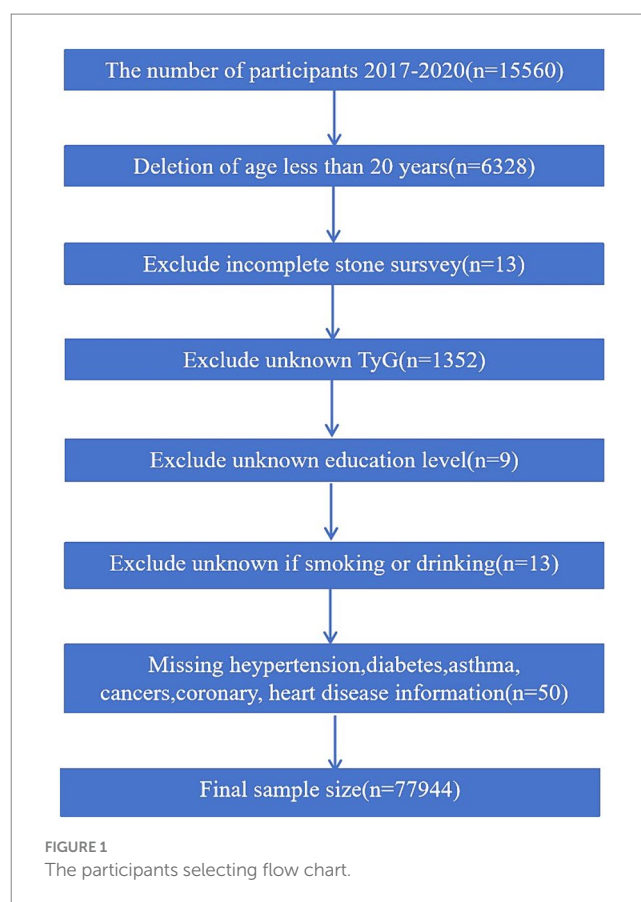 The number of participants 2017-2020(n=15560)
Deletion of age less than 20 years(n=6328)
Exclude incomplete stone sursvey(n=13)
Exclude unknown TyG(n=1352)
Exclude unknown education level(n=9)
Exclude unknown if smoking or drinking(n=13)
Missing heypertension,diabetes,asthma,
cancers,coronary, heart disease information(n=50)
Final sample size(n=77944)
FIGURE 1
The participants selecting flow chart.